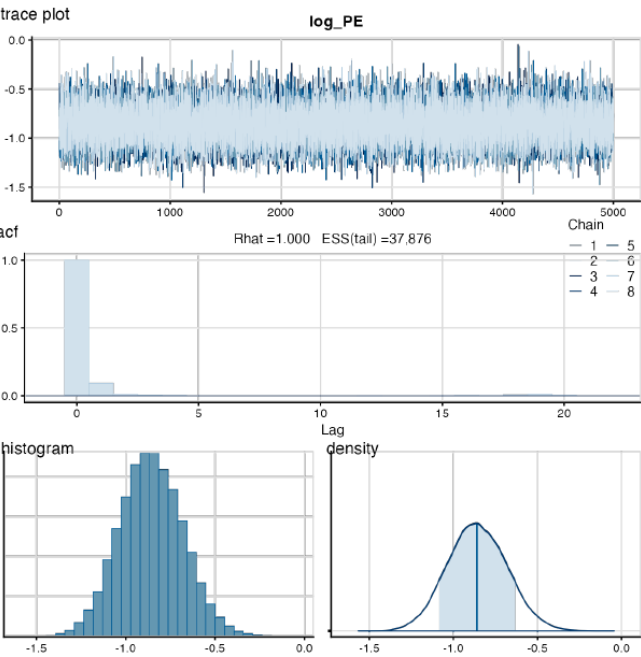 trace plot
log_PE
0.0
-0.5
-1.0
-1.5
0 1000 2000 3000 4000 5000
acf
Rhat =1.000 ESS(tail) =37,876
Chain
1 5
2 6
3 7
4 8
1.0
0.5
0.0
0 5 10 15 20
Lag
histogram
density
-1.5 -1.0 -0.5 0.0
-1.5 -1.0 -0.5 0.0